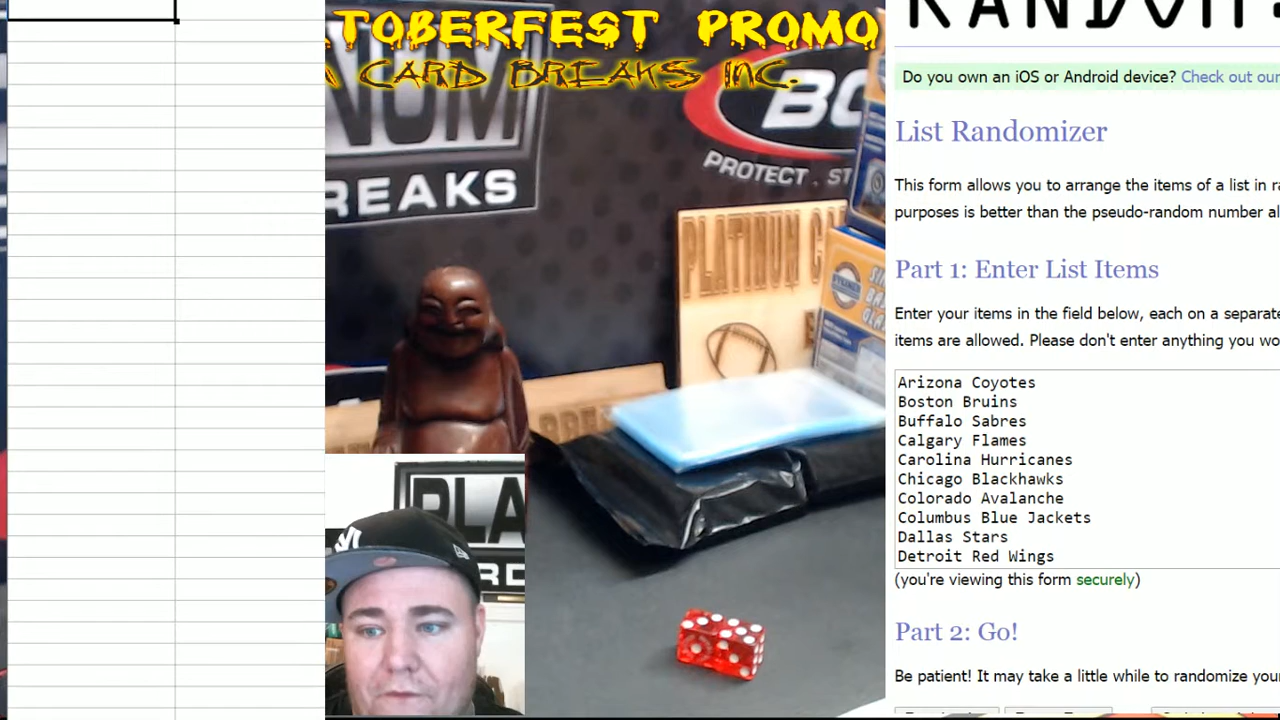 TOBERFEST PROMO
CARD BREAKS INC.
NUM
REAKS
BC
PROTECT . ST
PLATINUM C
PLA
RD
Do you own an iOS or Android device? Check out our
List Randomizer
This form allows you to arrange the items of a list in ra
purposes is better than the pseudo-random number al
Part 1: Enter List Items
Enter your items in the field below, each on a separate
items are allowed. Please don't enter anything you wo
Arizona Coyotes
Boston Bruins
Buffalo Sabres
Calgary Flames
Carolina Hurricanes
Chicago Blackhawks
Colorado Avalanche
Columbus Blue Jackets
Dallas Stars
Detroit Red Wings
(you're viewing this form securely)
Part 2: Go!
Be patient! It may take a little while to randomize your